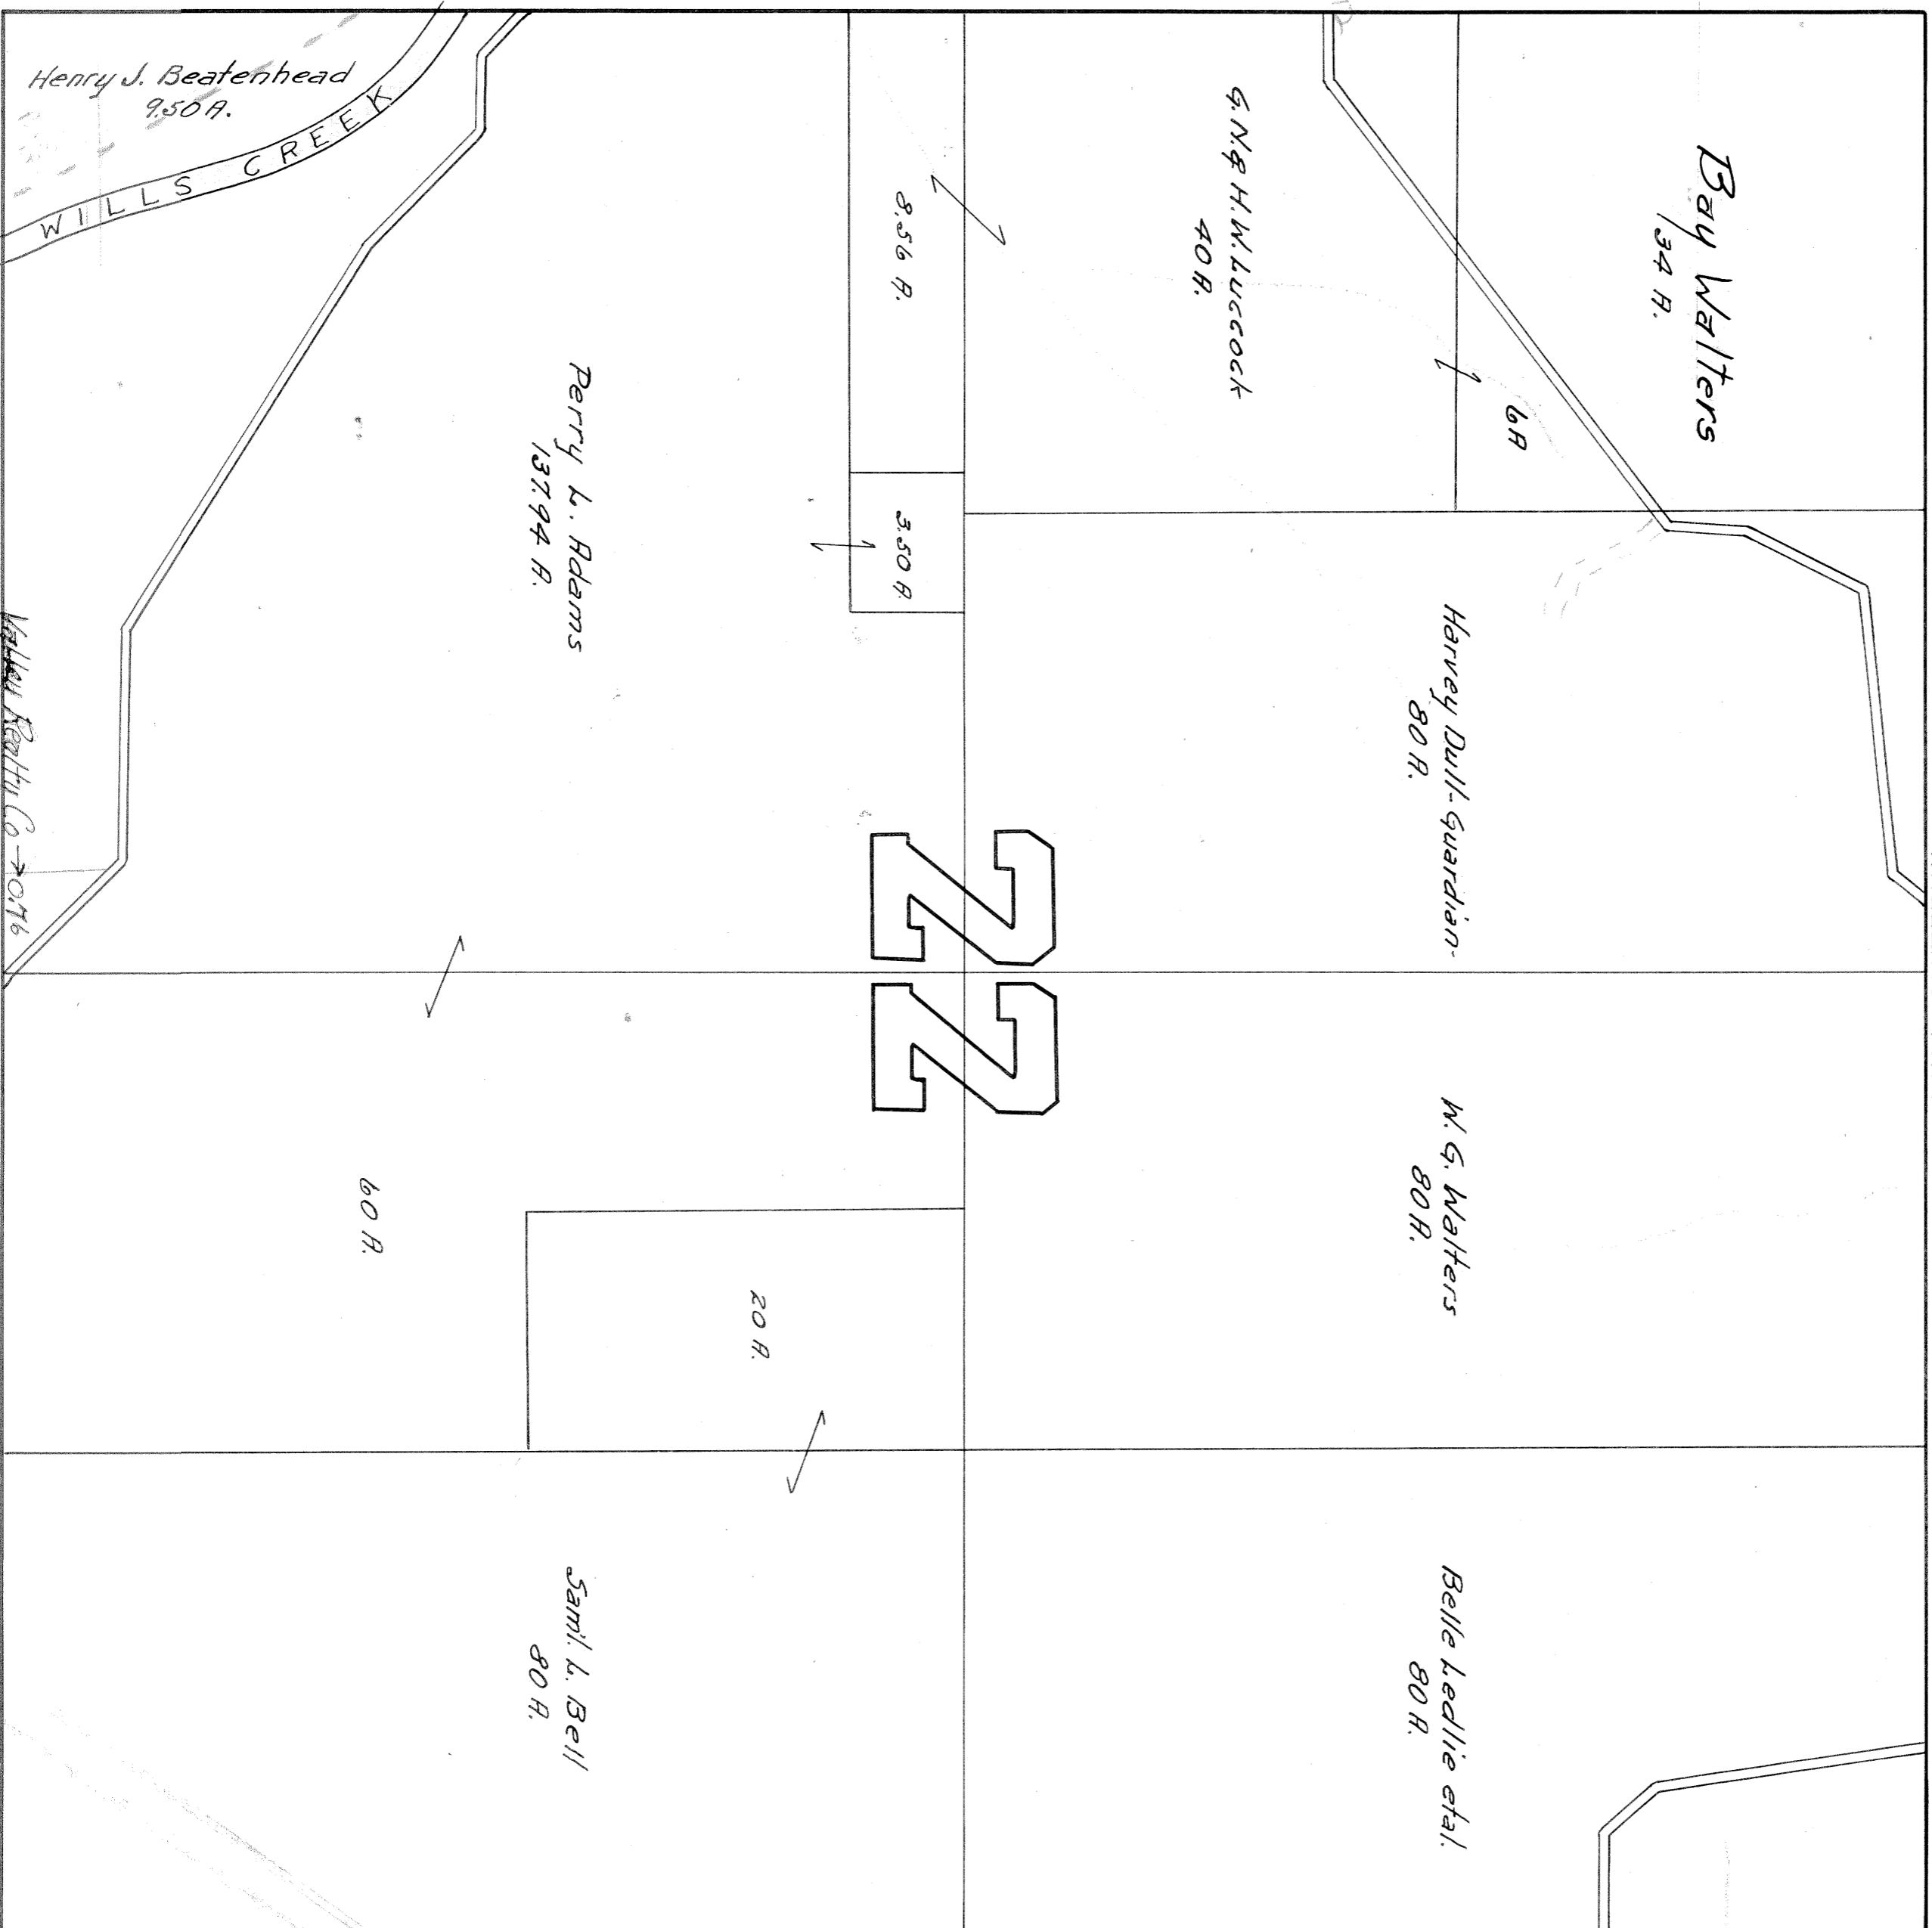 Bay Walters
134 A.
6A
G.N.& H.W. Luccock
40 A.
8.56 A.
3.50 A.
Harvey Dull-Guardian-
80 A.
W. G. Walters
80 A.
Belle Leadlie etal.
80 A.
22
Henry J. Beatenhead
9.50 A.
WILLS CREEK
Perry L. Adams
137.94 A.
Valley Realty Co → 0.76
60 A.
20 A.
Saml. L. Bell
80 A.